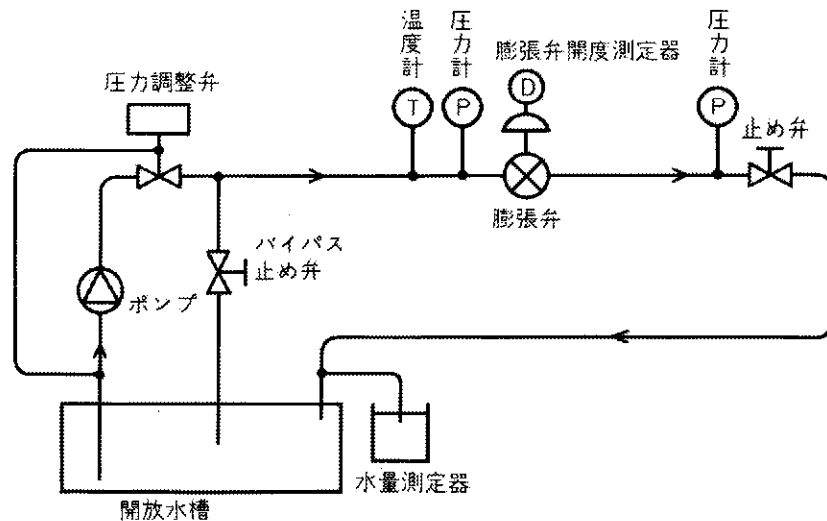 温度計
圧力計
膨張弁開度測定器
圧力計
圧力調整弁
D
T
P
P
止め弁
膨張弁
バイパス
止め弁
ポンプ
水量測定器
開放水槽